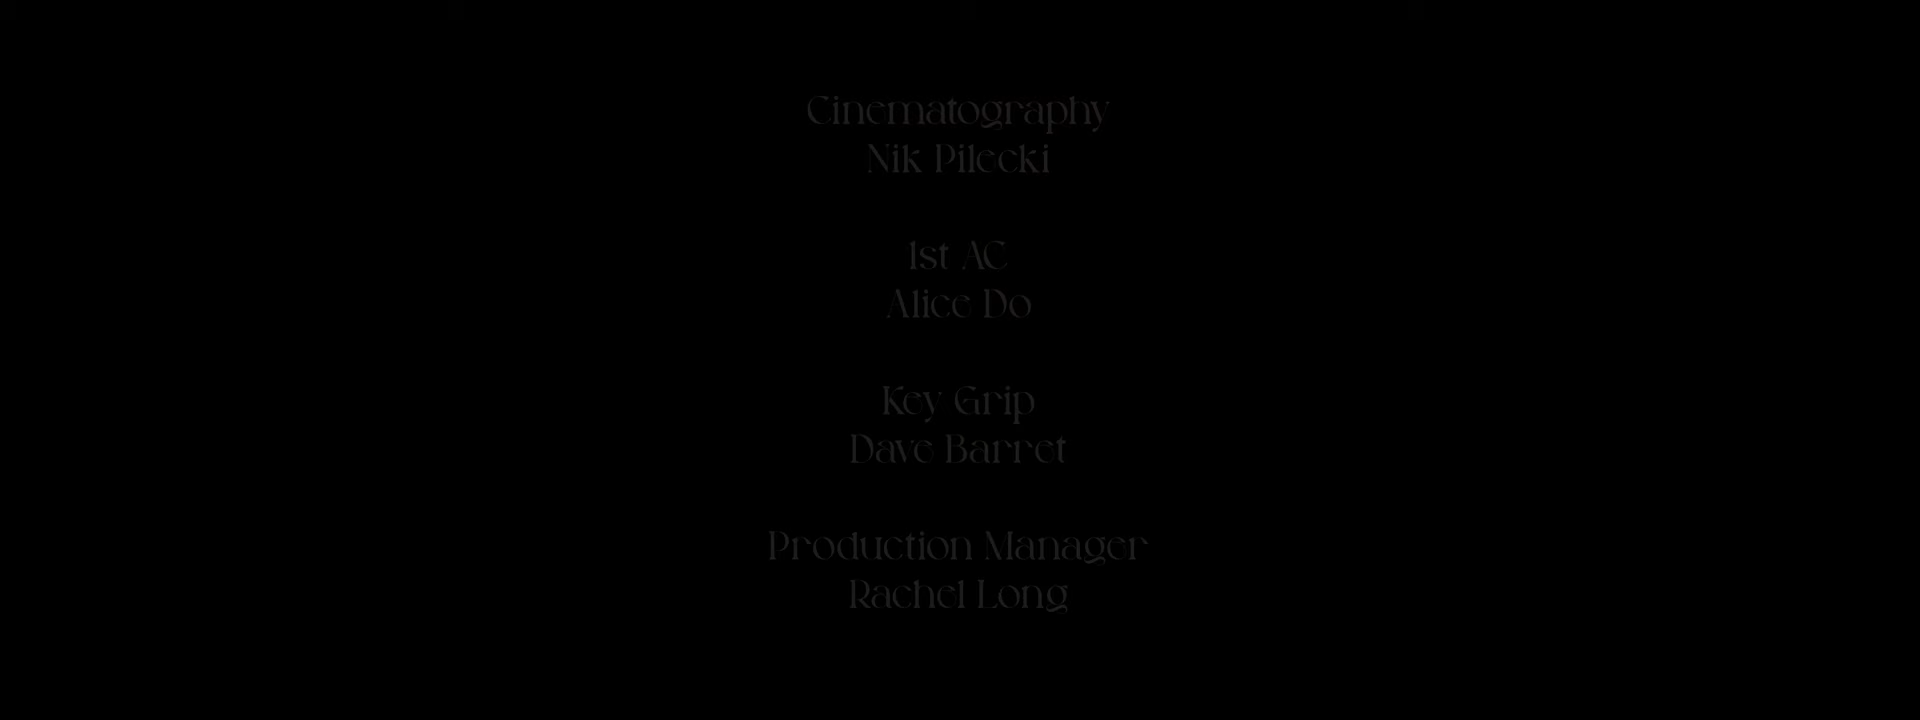 Cinematography
Nik Pilecki
1st AC
Alice Do
Key Grip
Dave Barret
Production Manager
Rachel Long